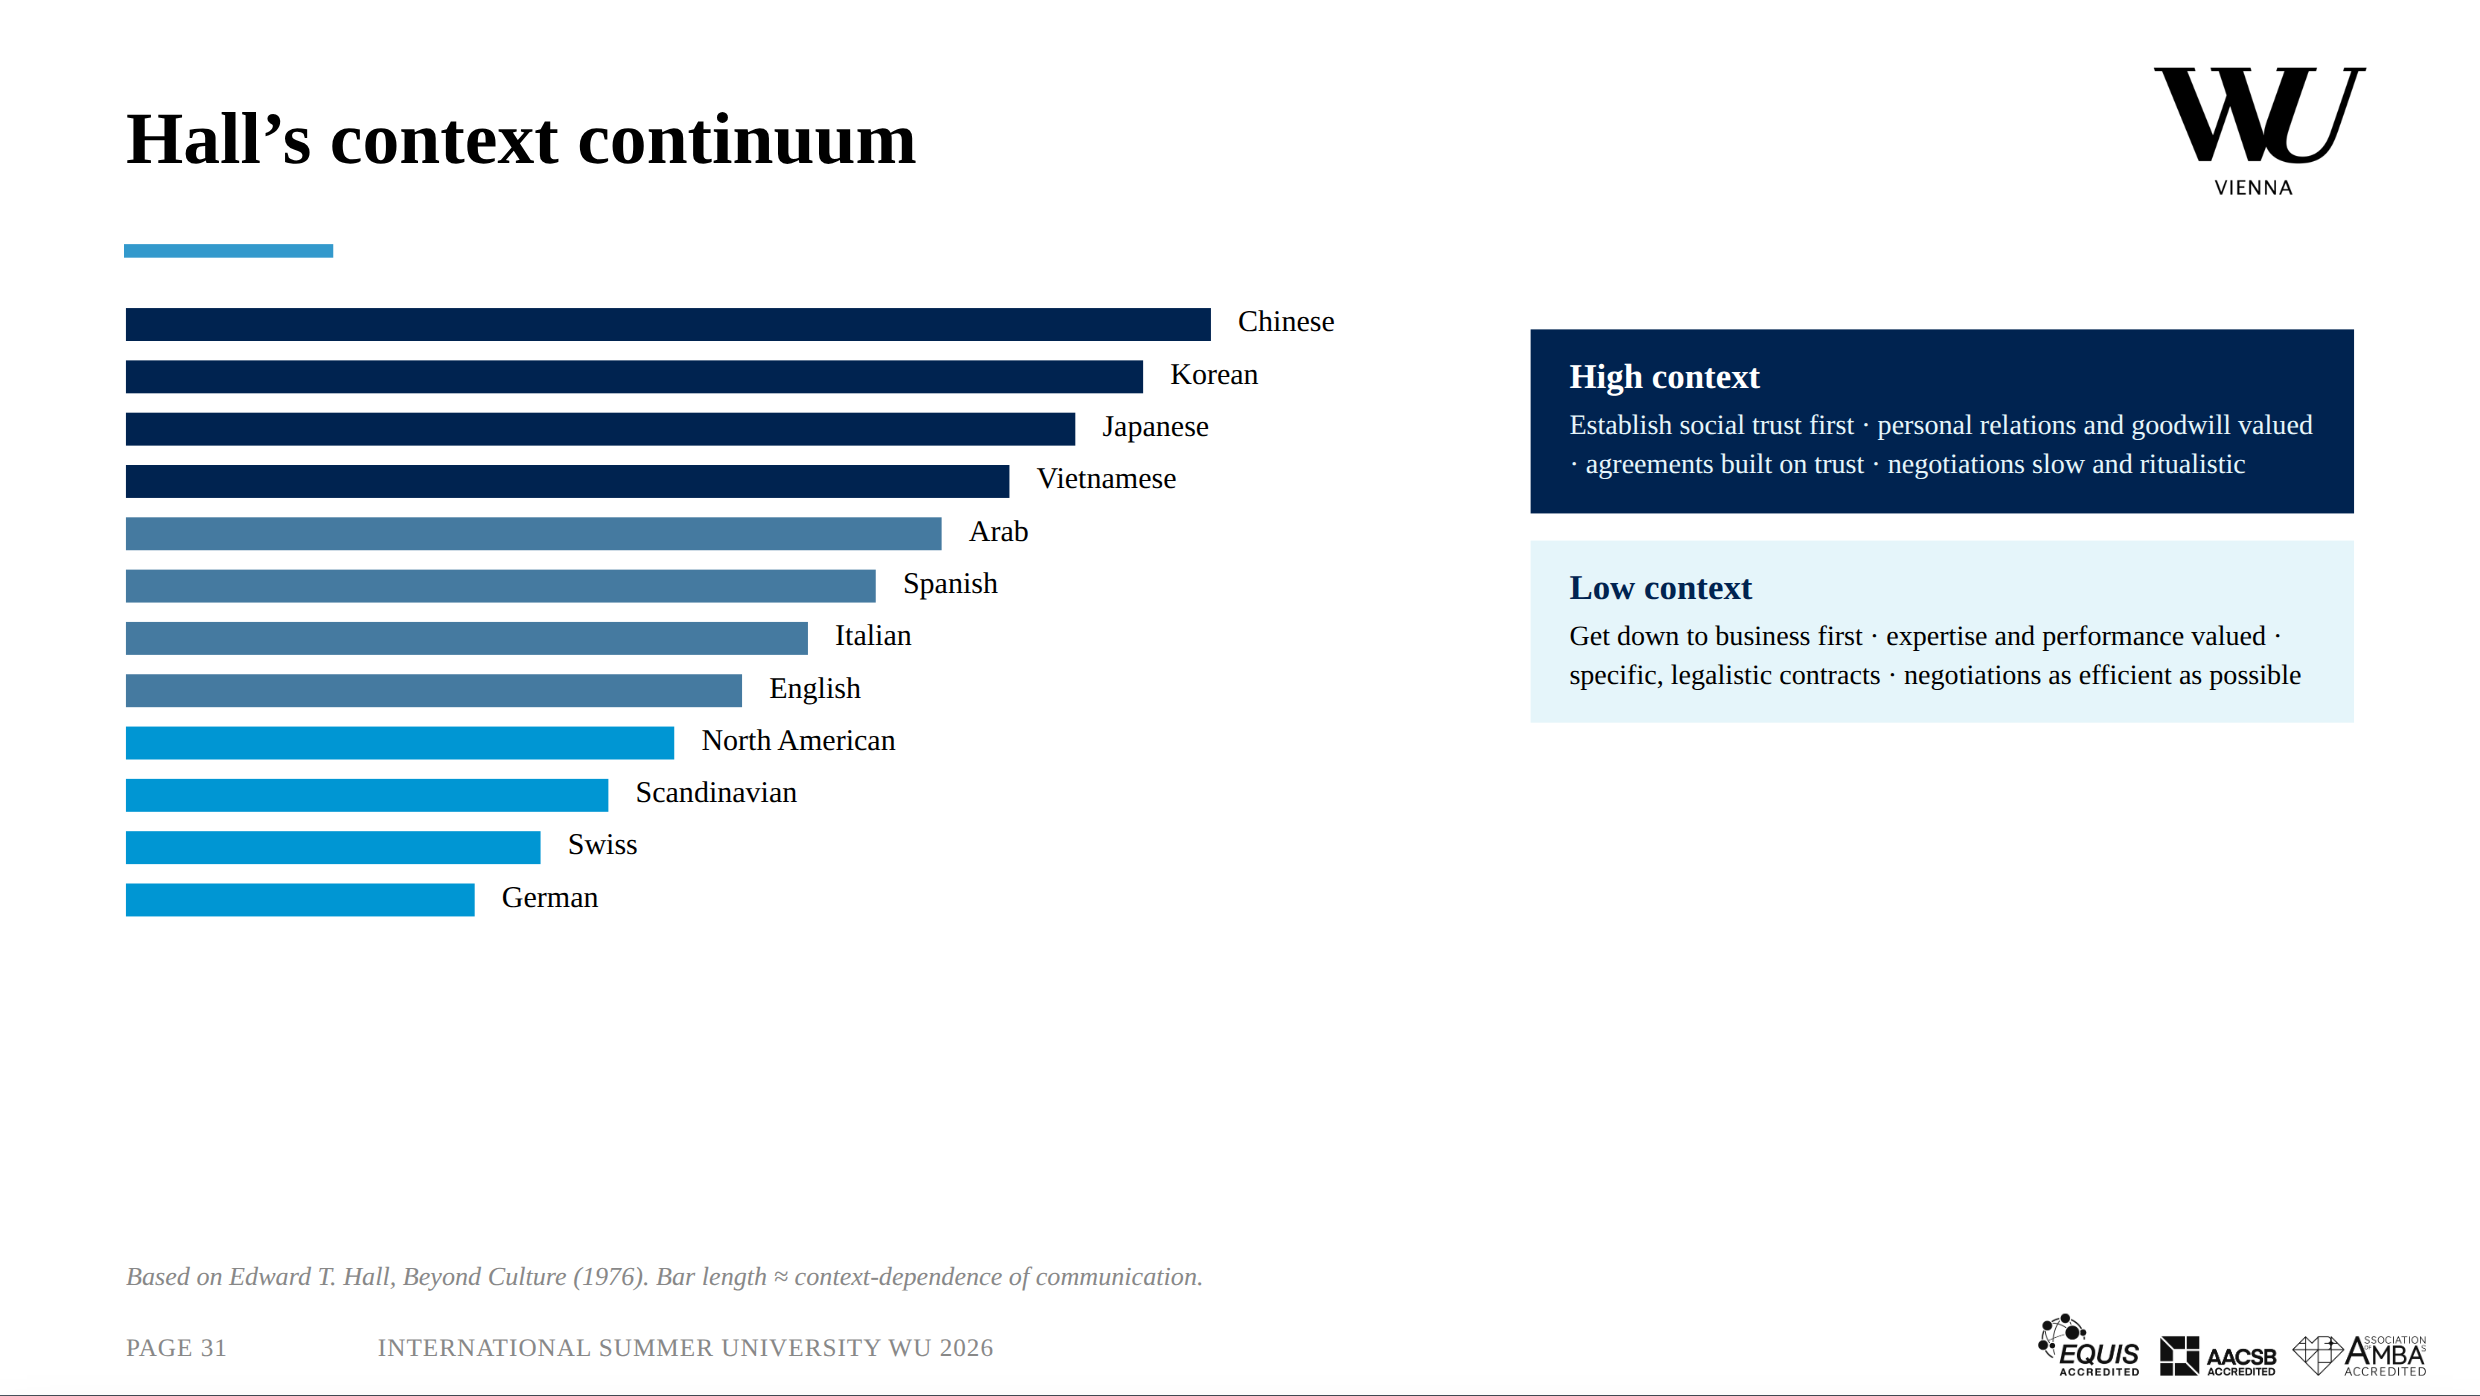 Hall’s context continuum
WU
VIENNA
Chinese
Korean
Japanese
Vietnamese
Arab
Spanish
Italian
English
North American
Scandinavian
Swiss
German
High context
Establish social trust first · personal relations and goodwill valued
· agreements built on trust · negotiations slow and ritualistic
Low context
Get down to business first · expertise and performance valued ·
specific, legalistic contracts · negotiations as efficient as possible
Based on Edward T. Hall, Beyond Culture (1976). Bar length ≈ context-dependence of communication.
PAGE 31
INTERNATIONAL SUMMER UNIVERSITY WU 2026
EQUIS
ACCREDITED
AACSB
ACCREDITED
ASSOCIATION
OF MBAs
ACCREDITED